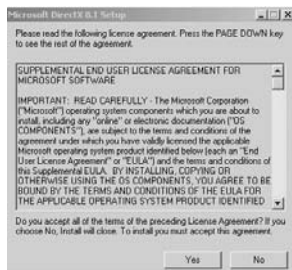 Microsoft DirectX 8.1 Setup
Please read the following license agreement. Press the PAGE DOWN key
to see the rest of the agreement.
SUPPLEMENTAL END USER LICENSE AGREEMENT FOR
MICROSOFT SOFTWARE
IMPORTANT: READ CAREFULLY - The Microsoft Corporation
("Microsoft") operating system components which you are about to
install, including any "online" or electronic documentation ("OS
COMPONENTS"), are subject to the terms and conditions of the
agreement under which you have validly licensed the applicable
Microsoft operating system product identified below (each an "End
User License Agreement" or "EULA") and the terms and conditions of
this Supplemental EULA. BY INSTALLING, COPYING OR
OTHERWISE USING THE OS COMPONENTS, YOU AGREE TO BE
BOUND BY THE TERMS AND CONDITIONS OF THE EULA FOR
THE APPLICABLE OPERATING SYSTEM PRODUCT IDENTIFIED
Do you accept all of the terms of the preceding License Agreement? If you
choose No, Install will close. To install you must accept this agreement.
Yes
No